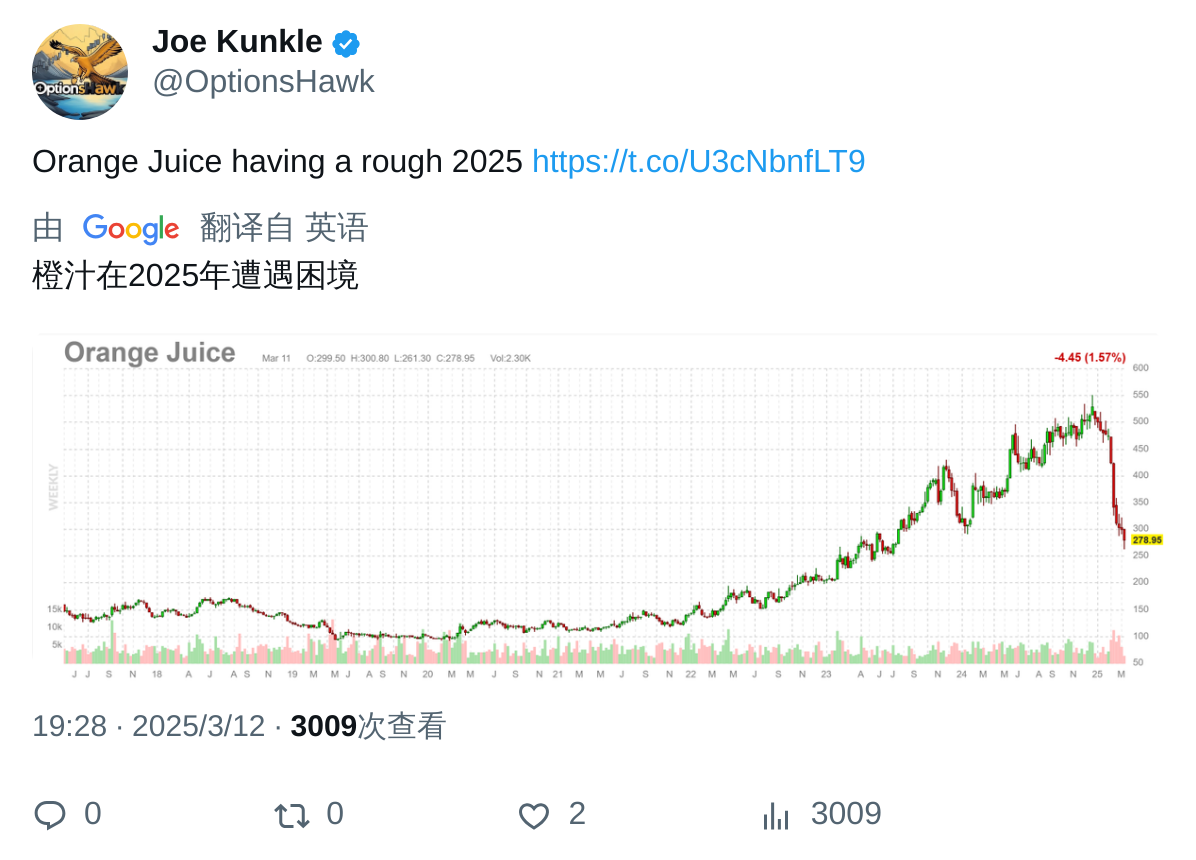 Joe Kunkle
@OptionsHawk
OptionsHawk
Orange Juice having a rough 2025 https://t.co/U3cNbnfLT9
由 Google 翻译自 英语
橙汁在2025年遭遇困境
Orange Juice Mar 11 O:299.50 H:300.80 L:261.30 C:278.95 Vol:2.30K -4.45 (1.57%)
600
550
500
450
400
350
300
278.95
250
200
150
100
50
WEEKLY
15k
10k
5k
J J S N 18 A J A S N 19 M M J A S N 20 M M J S N 21 M M J S N 22 M M J S N 23 A J J S N 24 M M J A S N 25 M
19:28 · 2025/3/12 · 3009次查看
0 0 2 3009